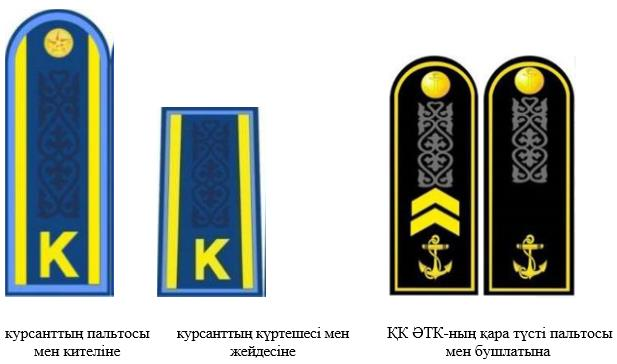 К
К
курсанттың пальтосы
мен кителіне
курсанттың күртешесі мен
жейдесіне
ҚК ӘТК-ның қара түсті пальтосы
мен бушлатына